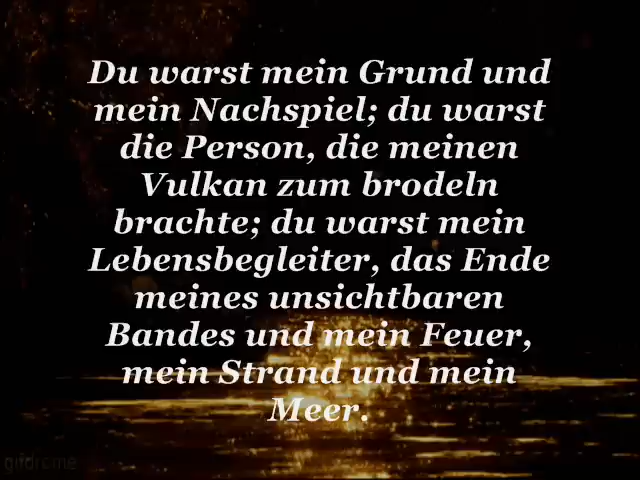 Du warst mein Grund und
mein Nachspiel; du warst
die Person, die meinen
Vulkan zum brodeln
brachte; du warst mein
Lebensbegleiter, das Ende
meines unsichtbaren
Bandes und mein Feuer,
mein Strand und mein
Meer.